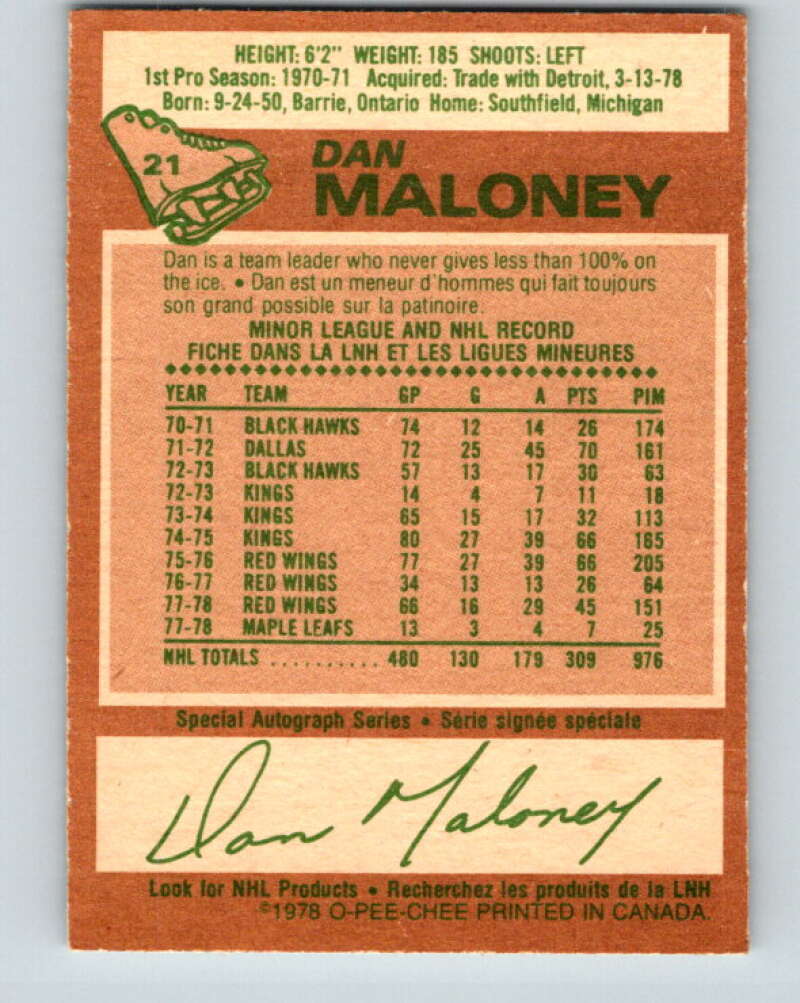 HEIGHT: 6'2" WEIGHT: 185 SHOOTS: LEFT
1st Pro Season: 1970-71 Acquired: Trade with Detroit, 3-13-78
Born: 9-24-50, Barrie, Ontario Home: Southfield, Michigan
21
DAN
MALONEY
Dan is a team leader who never gives less than 100% on
the ice. • Dan est un meneur d'hommes qui fait toujours
son grand possible sur la patinoire.
MINOR LEAGUE AND NHL RECORD
FICHE DANS LA LNH ET LES LIGUES MINEURES
YEAR TEAM GP G A PTS PIM
70-71 BLACK HAWKS 74 12 14 26 174
71-72 DALLAS 72 25 45 70 161
72-73 BLACK HAWKS 57 13 17 30 63
72-73 KINGS 14 4 7 11 18
73-74 KINGS 65 15 17 32 113
74-75 KINGS 80 27 39 66 165
75-76 RED WINGS 77 27 39 66 205
76-77 RED WINGS 34 13 13 26 64
77-78 RED WINGS 66 16 29 45 151
77-78 MAPLE LEAFS 13 3 4 7 25
NHL TOTALS .......... 480 130 179 309 976
Special Autograph Series • Série signée spéciale
Dan Maloney
Look for NHL Products • Recherchez les produits de la LNH
©1978 O-PEE-CHEE PRINTED IN CANADA.